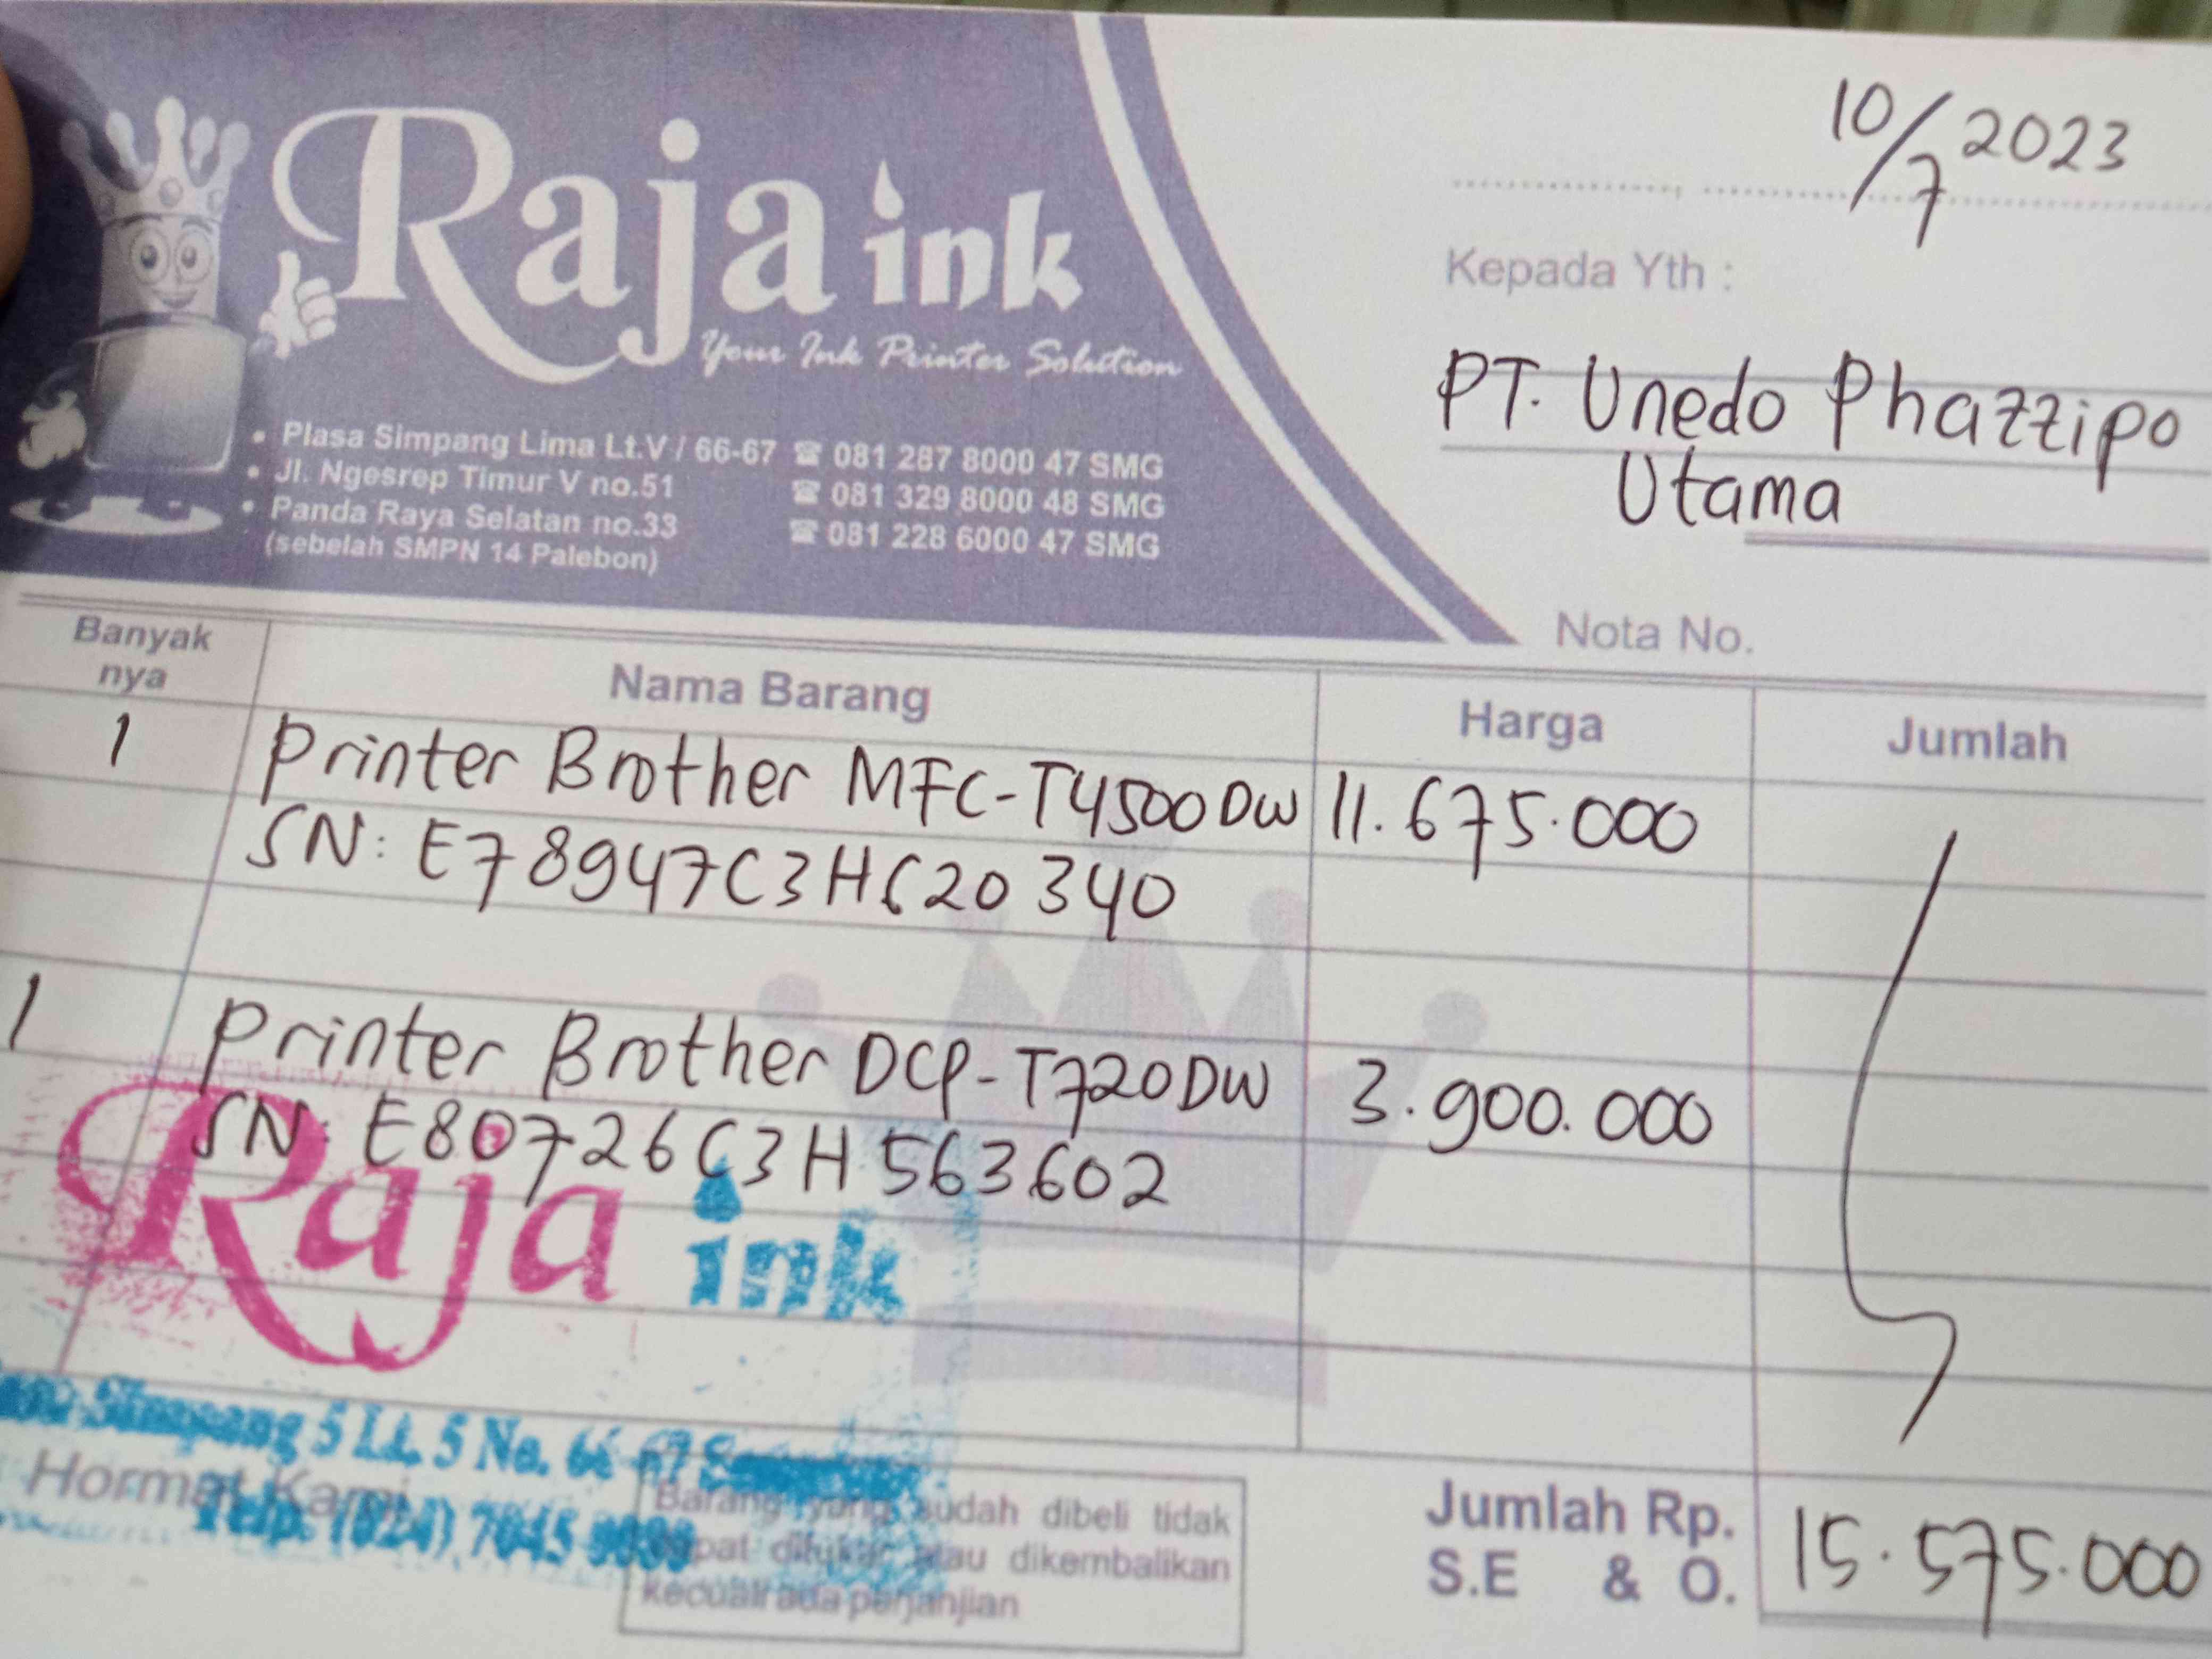 Raja ink
Your Ink Printer Solution
• Plasa Simpang Lima Lt.V / 66-67 ☎ 081 287 8000 47 SMG
• Jl. Ngesrep Timur V no.51 ☎ 081 329 8000 48 SMG
• Panda Raya Selatan no.33 ☎ 081 228 6000 47 SMG
(sebelah SMPN 14 Palebon)
10/7 2023
Kepada Yth :
PT. Unedo Phazzipo
Utama
Nota No.
Banyak nya Nama Barang Harga Jumlah
1 Printer Brother MFC-T4500DW 11.675.000
SN: E78947C3H620340
1 Printer Brother DCP-T720DW 3.900.000
SN: E80726C3H563602
Raja ink
Simpang 5 Lt. 5 No. 66-67
Hormat Kami,
Telp. (024) 7045
Barang yang sudah dibeli tidak
dapat ditukar atau dikembalikan
kecuali ada perjanjian
Jumlah Rp. 15.575.000
S.E & O.